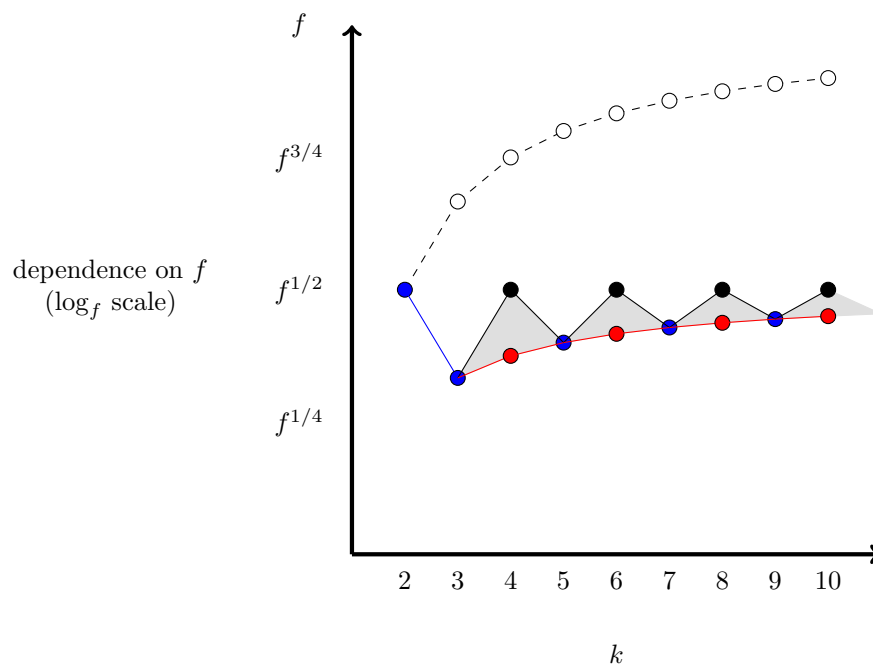 f
f^{3/4}
dependence on f
(log_f scale)
f^{1/2}
f^{1/4}
2 3 4 5 6 7 8 9 10
k